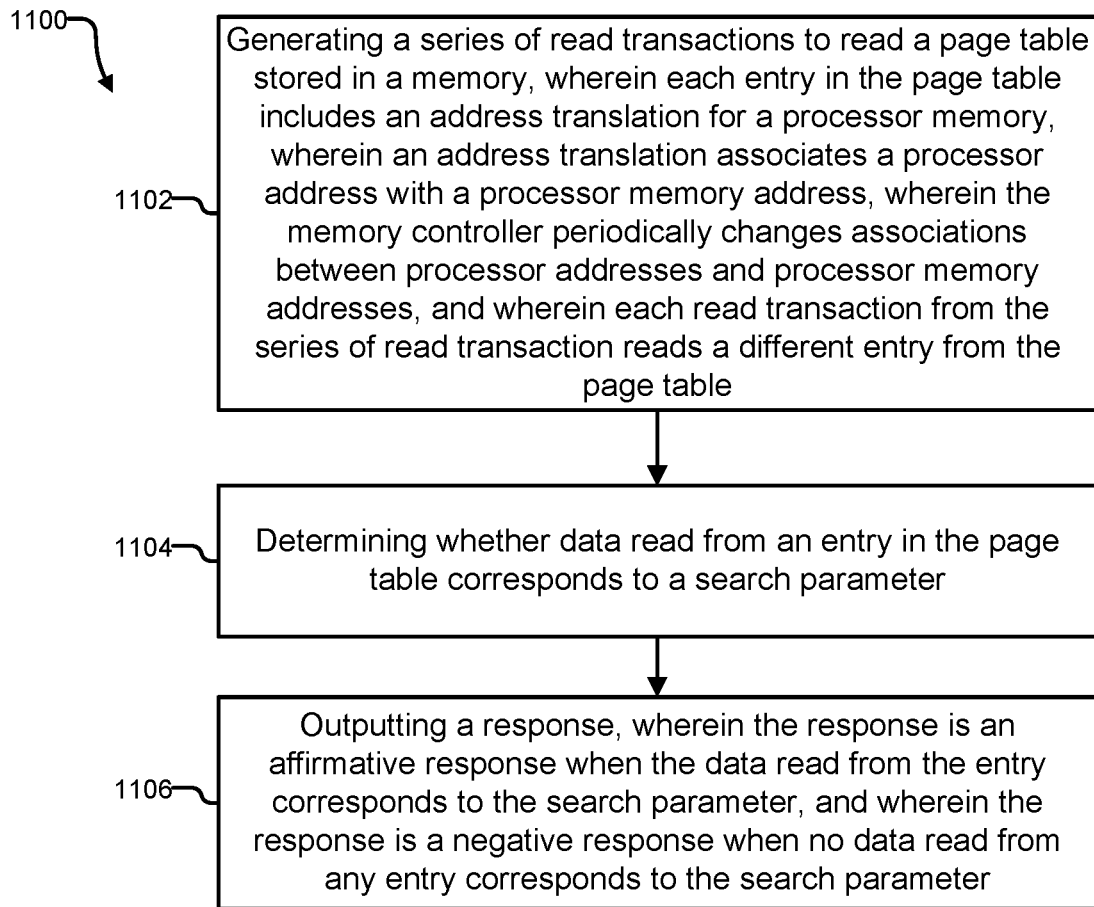 1100
Generating a series of read transactions to read a page table
stored in a memory, wherein each entry in the page table
includes an address translation for a processor memory,
wherein an address translation associates a processor
address with a processor memory address, wherein the
memory controller periodically changes associations
between processor addresses and processor memory
addresses, and wherein each read transaction from the
series of read transaction reads a different entry from the
page table
1102
Determining whether data read from an entry in the page
table corresponds to a search parameter
1104
Outputting a response, wherein the response is an
affirmative response when the data read from the entry
corresponds to the search parameter, and wherein the
response is a negative response when no data read from
any entry corresponds to the search parameter
1106